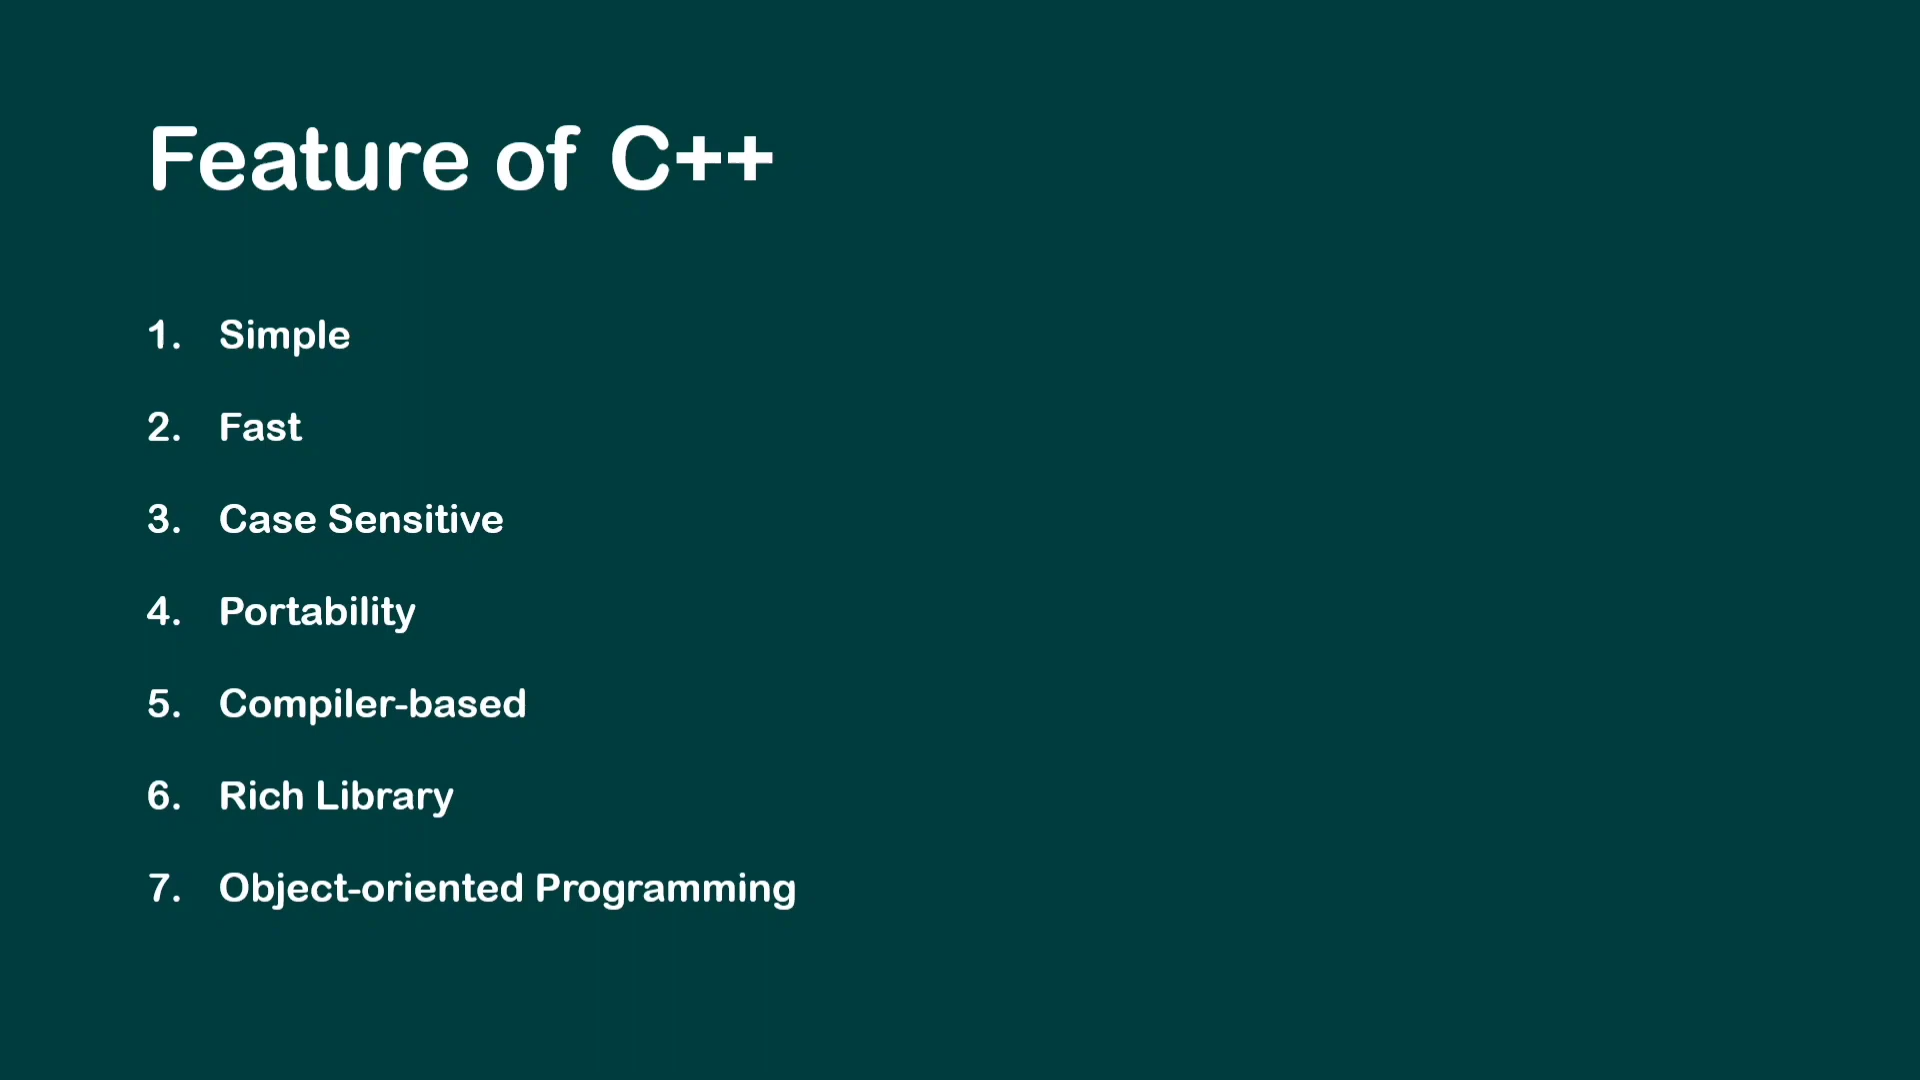 Feature of C++
1. Simple
2. Fast
3. Case Sensitive
4. Portability
5. Compiler-based
6. Rich Library
7. Object-oriented Programming